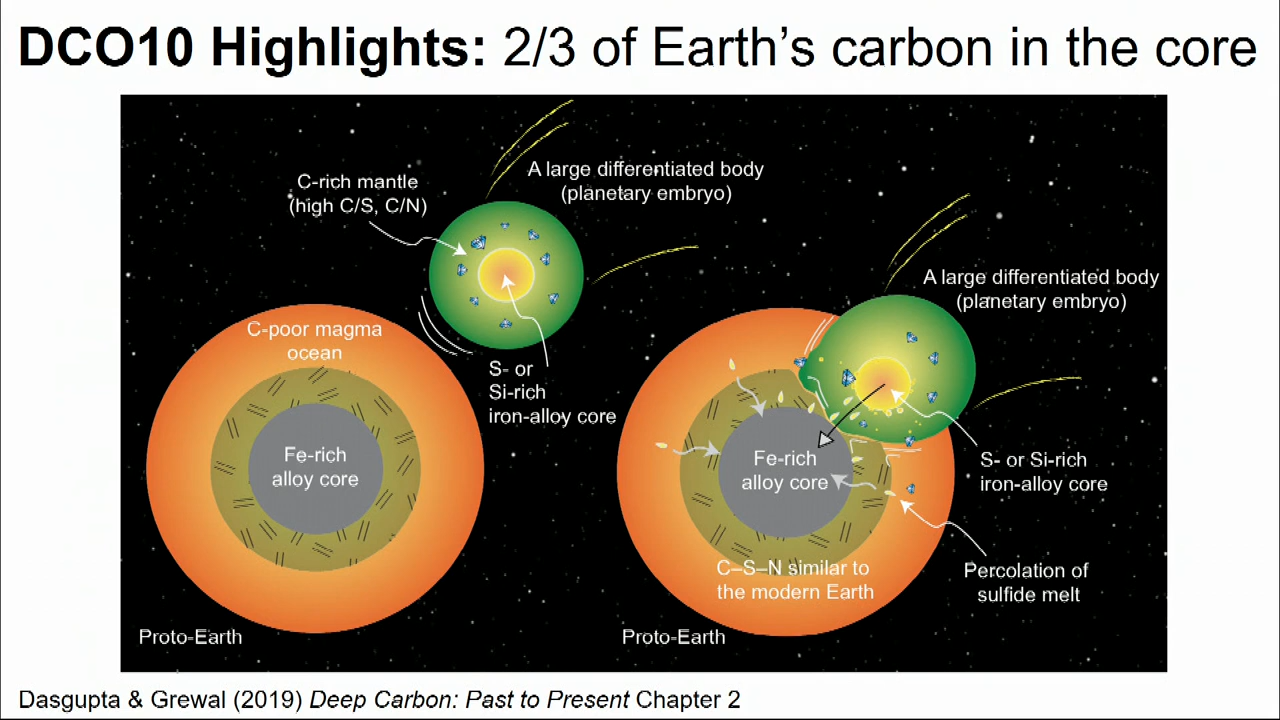 DCO10 Highlights: 2/3 of Earth's carbon in the core
C-rich mantle
(high C/S, C/N)
A large differentiated body
(planetary embryo)
C-poor magma
ocean
Fe-rich
alloy core
S- or
Si-rich
iron-alloy core
Proto-Earth
A large differentiated body
(planetary embryo)
Fe-rich
alloy core
S- or Si-rich
iron-alloy core
C–S–N similar to
the modern Earth
Percolation of
sulfide melt
Proto-Earth
Dasgupta & Grewal (2019) Deep Carbon: Past to Present Chapter 2